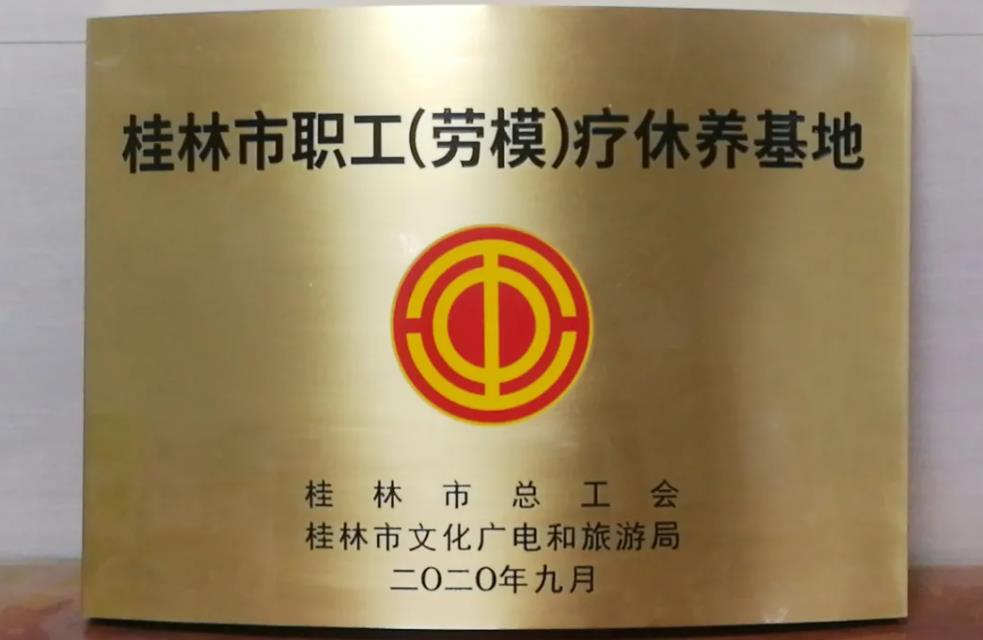 桂林市职工(劳模)疗休养基地
桂林市总工会
桂林市文化广电和旅游局
二〇二〇年九月